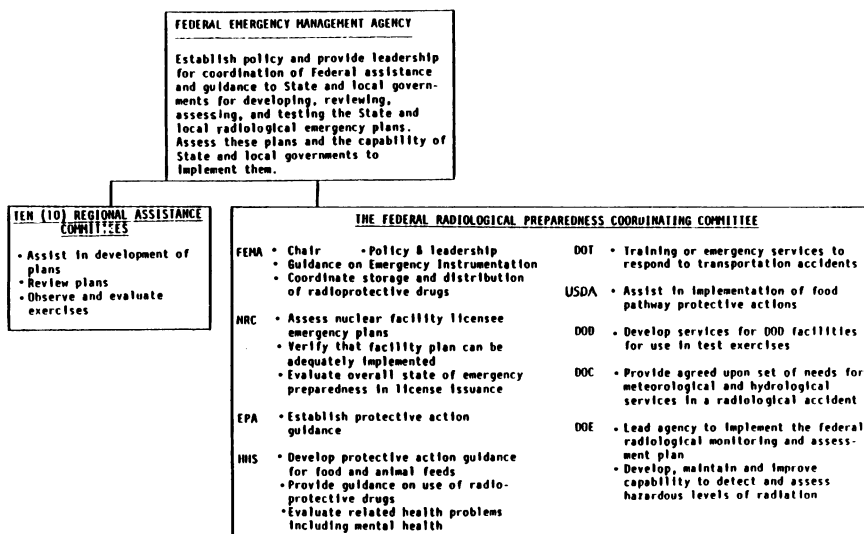 FEDERAL EMERGENCY MANAGEMENT AGENCY
Establish policy and provide leadership
for coordination of Federal assistance
and guidance to State and local govern-
ments for developing, reviewing,
assessing, and testing the State and
local radiological emergency plans.
Assess these plans and the capability of
State and local governments to
implement them.
TEN (10) REGIONAL ASSISTANCE
COMMITTEES
• Assist in development of
plans
• Review plans
• Observe and evaluate
exercises
THE FEDERAL RADIOLOGICAL PREPAREDNESS COORDINATING COMMITTEE
FEMA • Chair • Policy & leadership
• Guidance on Emergency Instrumentation
• Coordinate storage and distribution
of radioprotective drugs
NRC • Assess nuclear facility licensee
emergency plans
• Verify that facility plan can be
adequately implemented
• Evaluate overall state of emergency
preparedness in license issuance
EPA • Establish protective action
guidance
HHS • Develop protective action guidance
for food and animal feeds
• Provide guidance on use of radio-
protective drugs
• Evaluate related health problems
including mental health
DOT • Training or emergency services to
respond to transportation accidents
USDA • Assist in implementation of food
pathway protective actions
DOD • Develop services for DOD facilities
for use in test exercises
DOC • Provide agreed upon set of needs for
meteorological and hydrological
services in a radiological accident
DOE • Lead agency to implement the federal
radiological monitoring and assess-
ment plan
• Develop, maintain and improve
capability to detect and assess
hazardous levels of radiation